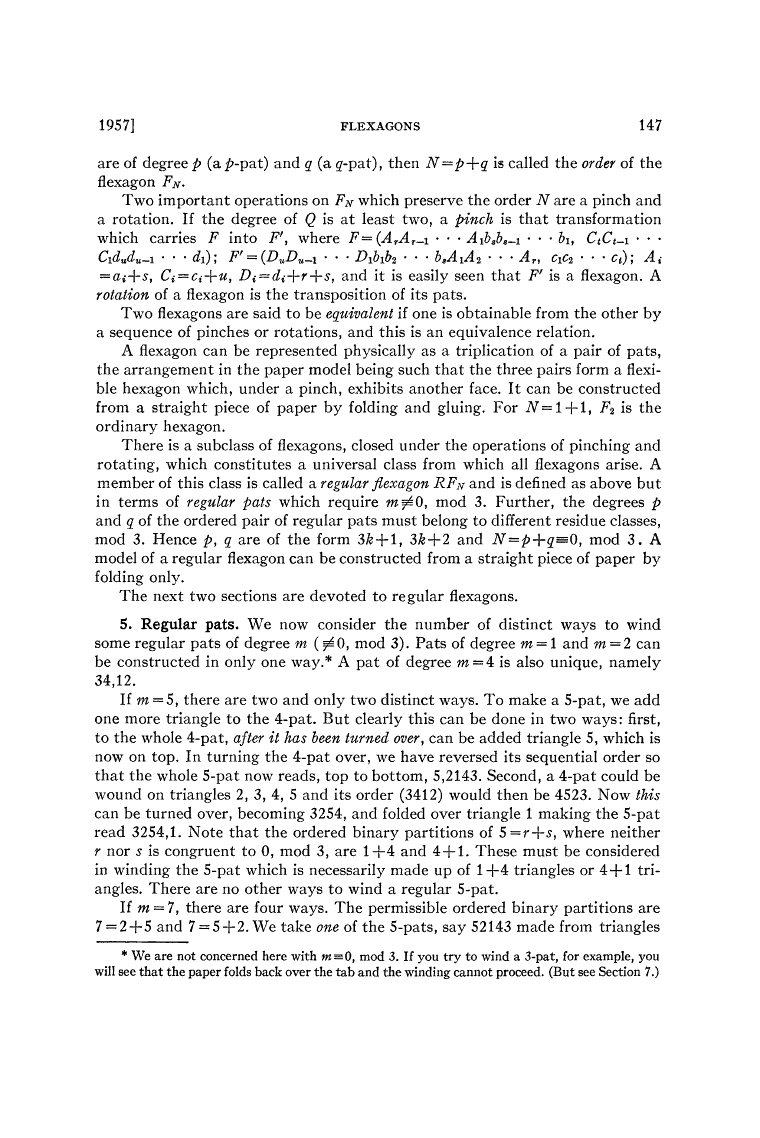 1957] FLEXAGONS 147
are of degree p (a p-pat) and q (a q-pat), then N=p+q is called the order of the
flexagon F_N.
Two important operations on F_N which preserve the order N are a pinch and
a rotation. If the degree of Q is at least two, a pinch is that transformation
which carries F into F′, where F=(A_rA_{r−1} · · · A_1b_sb_{s−1} · · · b_1, C_tC_{t−1} · · ·
C_1d_ud_{u−1} · · · d_1); F′=(D_uD_{u−1} · · · D_1b_1b_2 · · · b_sA_1A_2 · · · A_r, c_1c_2 · · · c_t); A_i
=a_i+s, C_i=c_i+u, D_i=d_i+r+s, and it is easily seen that F′ is a flexagon. A
rotation of a flexagon is the transposition of its pats.
Two flexagons are said to be equivalent if one is obtainable from the other by
a sequence of pinches or rotations, and this is an equivalence relation.
A flexagon can be represented physically as a triplication of a pair of pats,
the arrangement in the paper model being such that the three pairs form a flexi-
ble hexagon which, under a pinch, exhibits another face. It can be constructed
from a straight piece of paper by folding and gluing. For N=1+1, F_2 is the
ordinary hexagon.
There is a subclass of flexagons, closed under the operations of pinching and
rotating, which constitutes a universal class from which all flexagons arise. A
member of this class is called a regular flexagon RF_N and is defined as above but
in terms of regular pats which require m≢0, mod 3. Further, the degrees p
and q of the ordered pair of regular pats must belong to different residue classes,
mod 3. Hence p, q are of the form 3k+1, 3k+2 and N=p+q≡0, mod 3. A
model of a regular flexagon can be constructed from a straight piece of paper by
folding only.
The next two sections are devoted to regular flexagons.
5. Regular pats. We now consider the number of distinct ways to wind
some regular pats of degree m (≢0, mod 3). Pats of degree m=1 and m=2 can
be constructed in only one way.* A pat of degree m=4 is also unique, namely
34,12.
If m=5, there are two and only two distinct ways. To make a 5-pat, we add
one more triangle to the 4-pat. But clearly this can be done in two ways: first,
to the whole 4-pat, after it has been turned over, can be added triangle 5, which is
now on top. In turning the 4-pat over, we have reversed its sequential order so
that the whole 5-pat now reads, top to bottom, 5,2143. Second, a 4-pat could be
wound on triangles 2, 3, 4, 5 and its order (3412) would then be 4523. Now this
can be turned over, becoming 3254, and folded over triangle 1 making the 5-pat
read 3254,1. Note that the ordered binary partitions of 5=r+s, where neither
r nor s is congruent to 0, mod 3, are 1+4 and 4+1. These must be considered
in winding the 5-pat which is necessarily made up of 1+4 triangles or 4+1 tri-
angles. There are no other ways to wind a regular 5-pat.
If m=7, there are four ways. The permissible ordered binary partitions are
7=2+5 and 7=5+2. We take one of the 5-pats, say 52143 made from triangles
* We are not concerned here with m≡0, mod 3. If you try to wind a 3-pat, for example, you
will see that the paper folds back over the tab and the winding cannot proceed. (But see Section 7.)